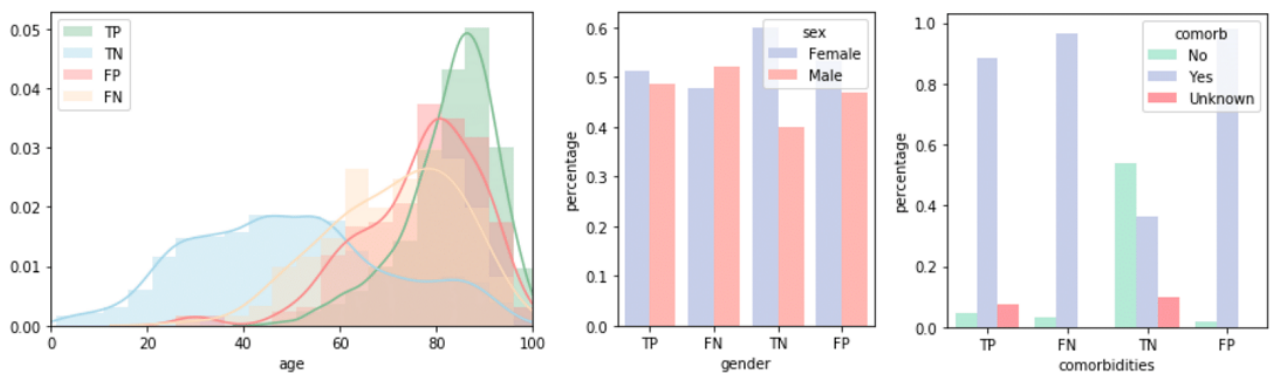 0.05
0.04
0.03
0.02
0.01
0.00
TP
TN
FP
FN
0 20 40 60 80 100
age
percentage
0.6
0.5
0.4
0.3
0.2
0.1
0.0
sex
Female
Male
TP FN TN FP
gender
percentage
1.0
0.8
0.6
0.4
0.2
0.0
comorb
No
Yes
Unknown
TP FN TN FP
comorbidities